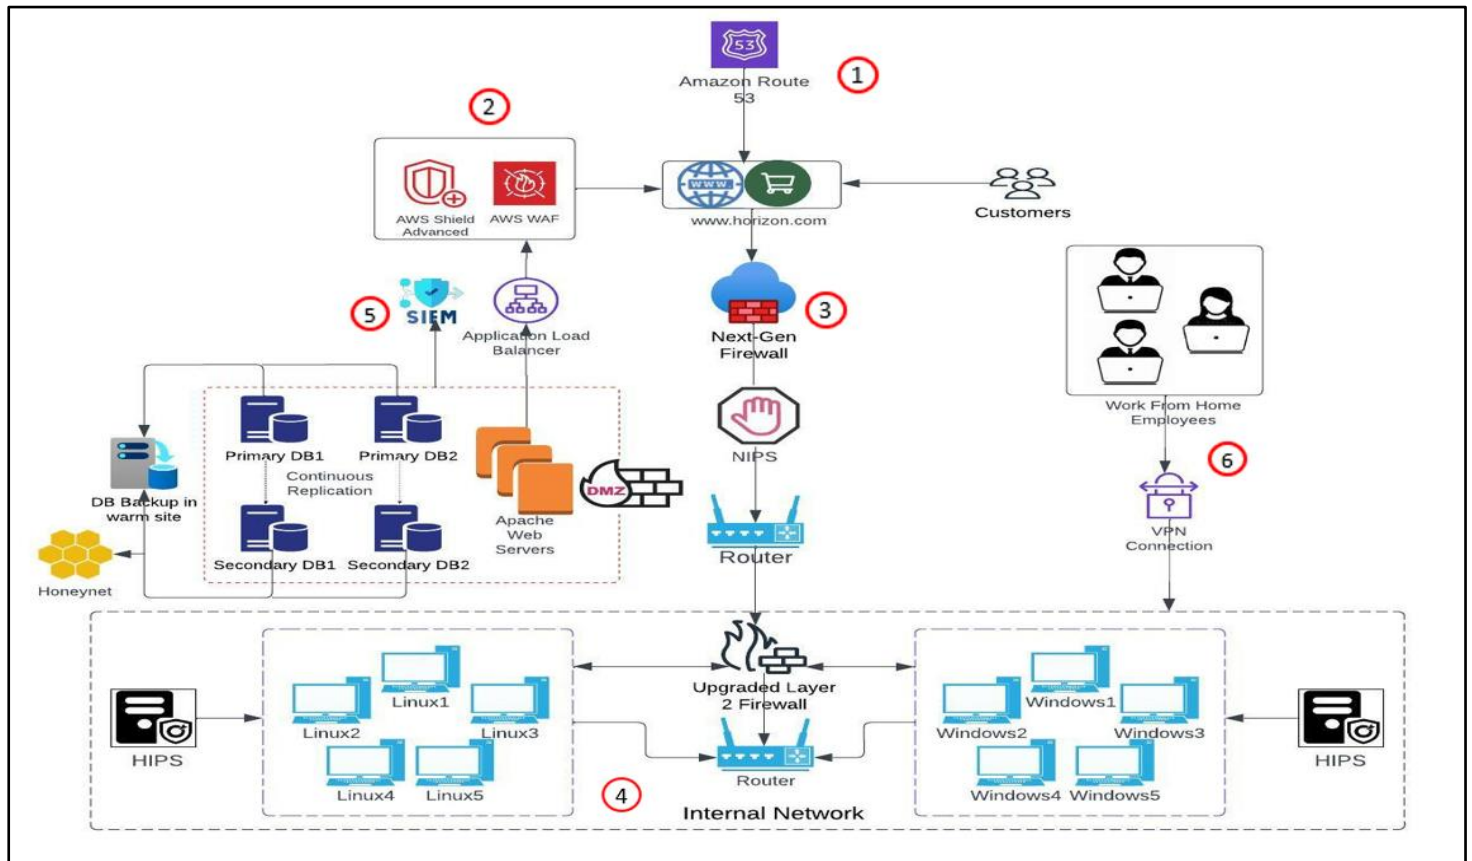 53
Amazon Route
53
1
2
AWS Shield
Advanced
AWS WAF
WWW
www.horizon.com
Customers
5
SIEM
Application Load
Balancer
3
Next-Gen
Firewall
Work From Home
Employees
Primary DB1
Primary DB2
Continuous
Replication
DB Backup in
warm site
Secondary DB1
Secondary DB2
Apache
Web
Servers
DMZ
Honeynet
NIPS
Router
6
VPN
Connection
HIPS
Linux1
Linux2
Linux3
Linux4
Linux5
Upgraded Layer
2 Firewall
Router
Windows1
Windows2
Windows3
Windows4
Windows5
HIPS
4
Internal Network